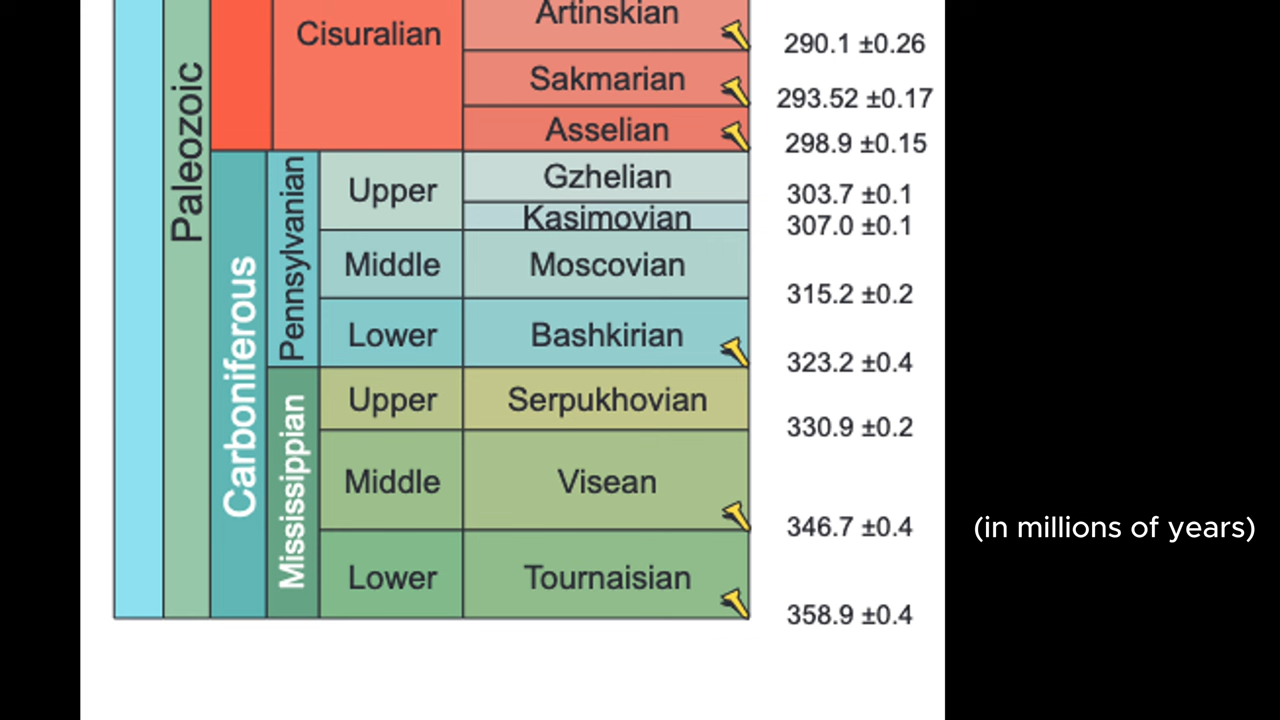 Artinskian
Cisuralian
290.1 ±0.26
Sakmarian
293.52 ±0.17
Asselian
298.9 ±0.15
Paleozoic
Carboniferous
Pennsylvanian
Upper
Gzhelian
303.7 ±0.1
Kasimovian
307.0 ±0.1
Middle
Moscovian
315.2 ±0.2
Lower
Bashkirian
323.2 ±0.4
Mississippian
Upper
Serpukhovian
330.9 ±0.2
Middle
Visean
346.7 ±0.4
(in millions of years)
Lower
Tournaisian
358.9 ±0.4